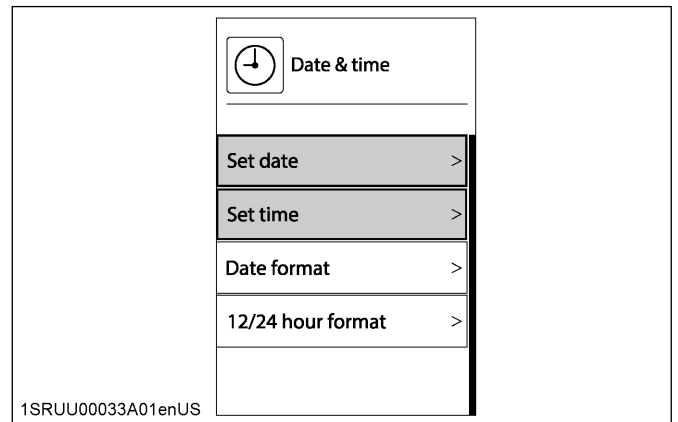 Date & time
Set date >
Set time >
Date format >
12/24 hour format >
1SRUU00033A01enUS